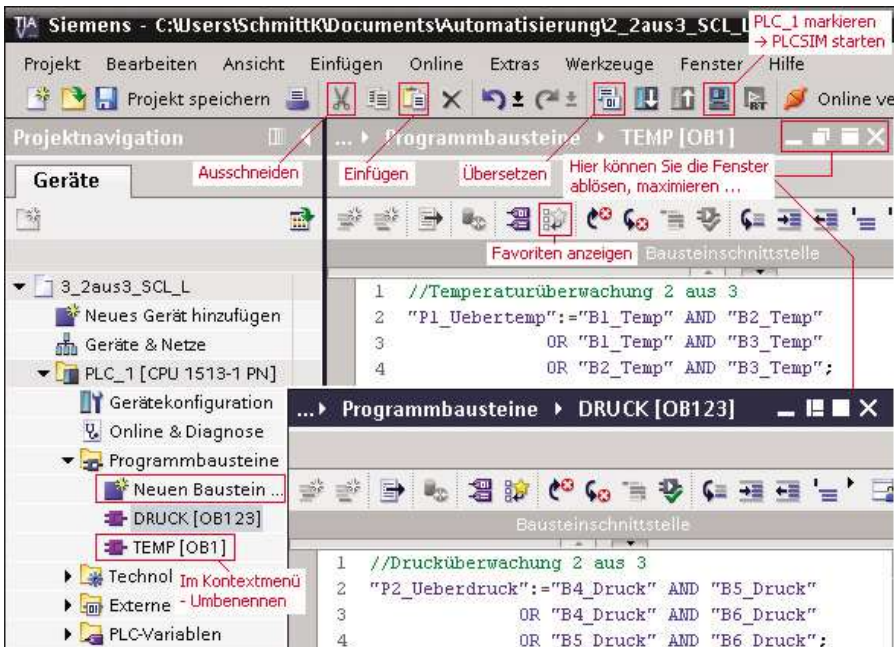 Siemens - C:\Users\SchmittK\Documents\Automatisierung\2_2aus3_SCL_L
PLC_1 markieren
→ PLCSIM starten
Projekt Bearbeiten Ansicht Einfügen Online Extras Werkzeuge Fenster Hilfe
Projekt speichern
Online ve
Projektnavigation
... Programmbausteine TEMP [OB1]
Ausschneiden
Einfügen
Übersetzen
Hier können Sie die Fenster
ablösen, maximieren ...
Geräte
Favoriten anzeigen
Bausteinschnittstelle
3_2aus3_SCL_L
Neues Gerät hinzufügen
Geräte & Netze
PLC_1 [CPU 1513-1 PN]
Gerätekonfiguration
Online & Diagnose
Programmbausteine
Neuen Baustein ...
DRUCK [OB123]
TEMP [OB1]
Technol
Externe
PLC-Variablen
Im Kontextmenü
- Umbenennen
1 //Temperaturüberwachung 2 aus 3
2 "P1_Uebertemp":="B1_Temp" AND "B2_Temp"
3 OR "B1_Temp" AND "B3_Temp"
4 OR "B2_Temp" AND "B3_Temp";
... Programmbausteine DRUCK [OB123]
Bausteinschnittstelle
1 //Drucküberwachung 2 aus 3
2 "P2_Ueberdruck":="B4_Druck" AND "B5_Druck"
3 OR "B4_Druck" AND "B6_Druck"
4 OR "B5_Druck" AND "B6_Druck";